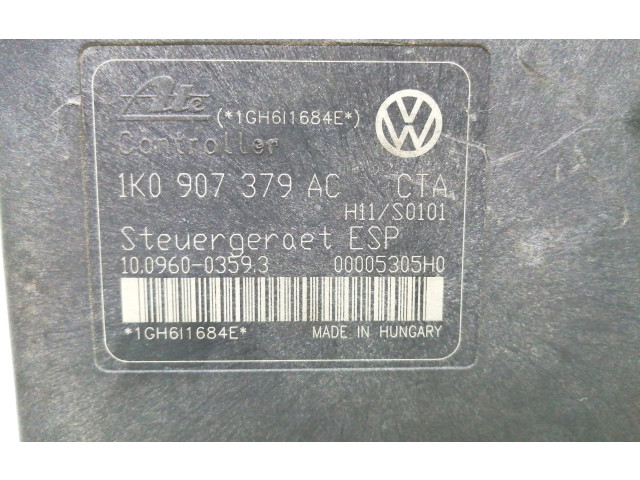 Ate (*1GH6I1684E*)
Controller
1K0 907 379 AC CTA
H11/S0101
Steuergeraet ESP
10.0960-0359.3 00005305H0
*1GH6I1684E* MADE IN HUNGARY